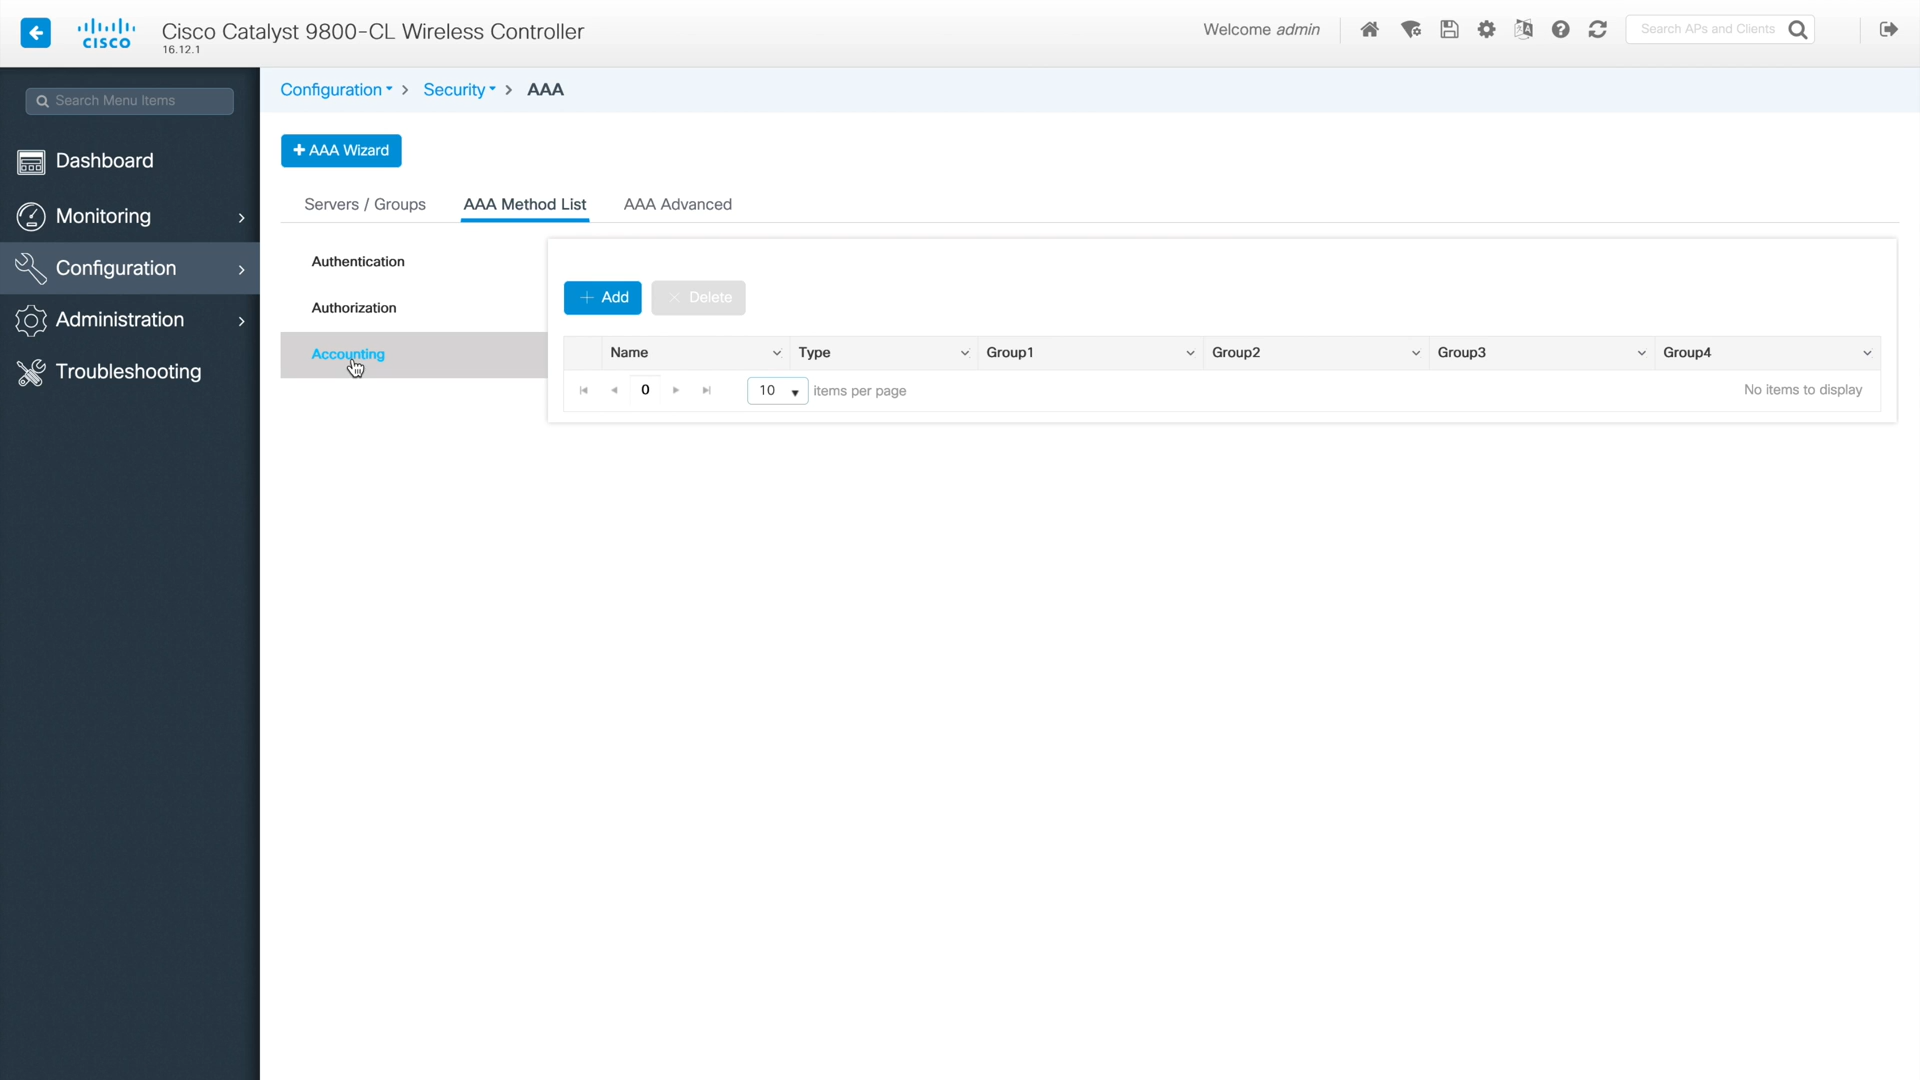 CISCO
Cisco Catalyst 9800-CL Wireless Controller
16.12.1
Welcome admin
Search APs and Clients
Search Menu Items
Dashboard
Monitoring
Configuration
Administration
Troubleshooting
Configuration > Security > AAA
+ AAA Wizard
Servers / Groups
AAA Method List
AAA Advanced
Authentication
Authorization
Accounting
+ Add
× Delete
Name
Type
Group1
Group2
Group3
Group4
0
10
items per page
No items to display